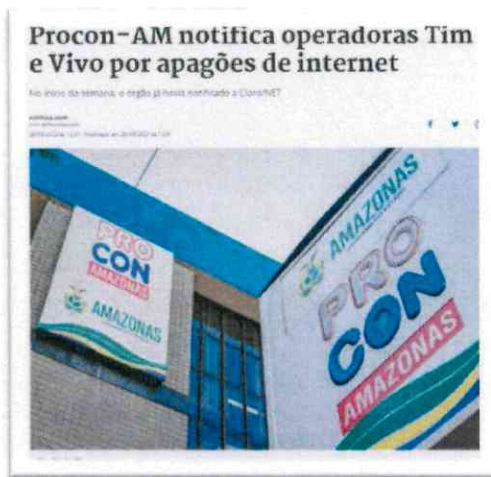 Procon-AM notifica operadoras Tim
e Vivo por apagões de internet
No início da semana, o órgão já havia notificado a Claro/NET
PRO
CON
AMAZONAS
AMAZONAS
AMAZONAS
PRO
CON
AMAZONAS